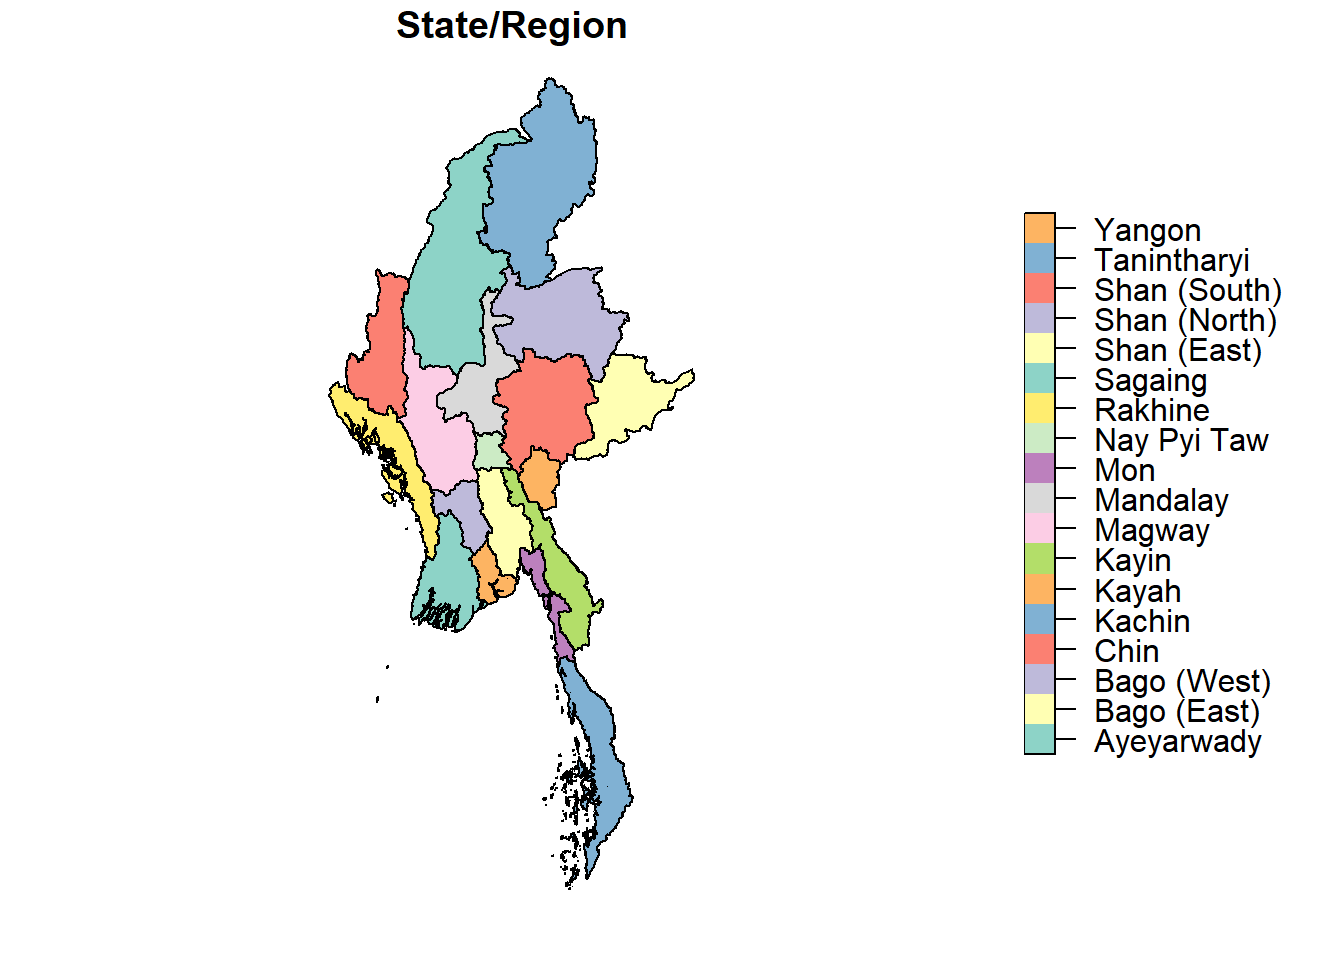 State/Region
Yangon
Tanintharyi
Shan (South)
Shan (North)
Shan (East)
Sagaing
Rakhine
Nay Pyi Taw
Mon
Mandalay
Magway
Kayin
Kayah
Kachin
Chin
Bago (West)
Bago (East)
Ayeyarwady